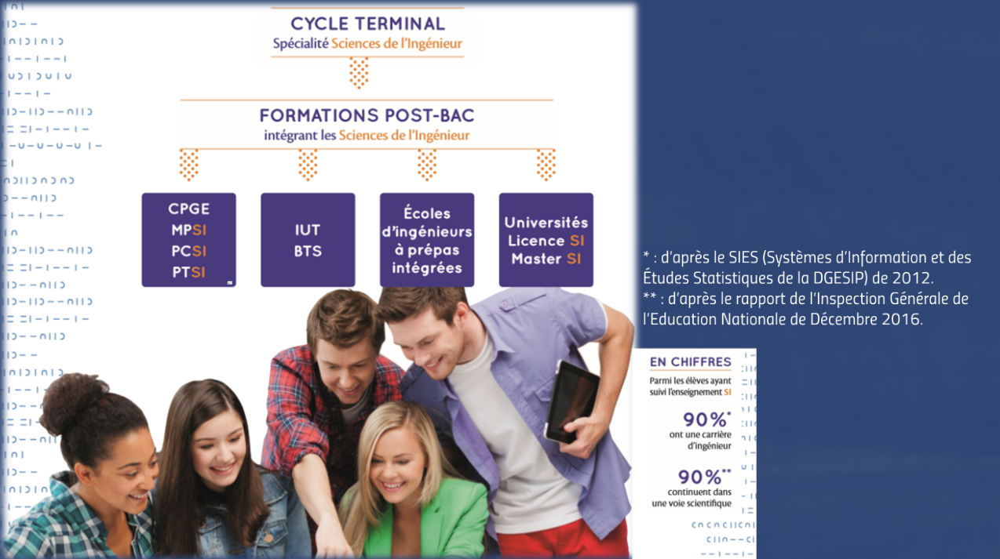 CYCLE TERMINAL
Spécialité Sciences de l'Ingénieur
FORMATIONS POST-BAC
intégrant les Sciences de l'Ingénieur
CPGE
MPSI
PCSI
PTSI
IUT
BTS
Écoles
d'ingénieurs
à prépas
intégrées
Universités
Licence SI
Master SI
* : d'après le SIES (Systèmes d'Information et des
Études Statistiques de la DGESIP) de 2012.
** : d'après le rapport de l'Inspection Générale de
l'Education Nationale de Décembre 2016.
EN CHIFFRES
Parmi les élèves ayant
suivi l'enseignement SI
90%*
ont une carrière
d'ingénieur
90%**
continuent dans
une voie scientifique